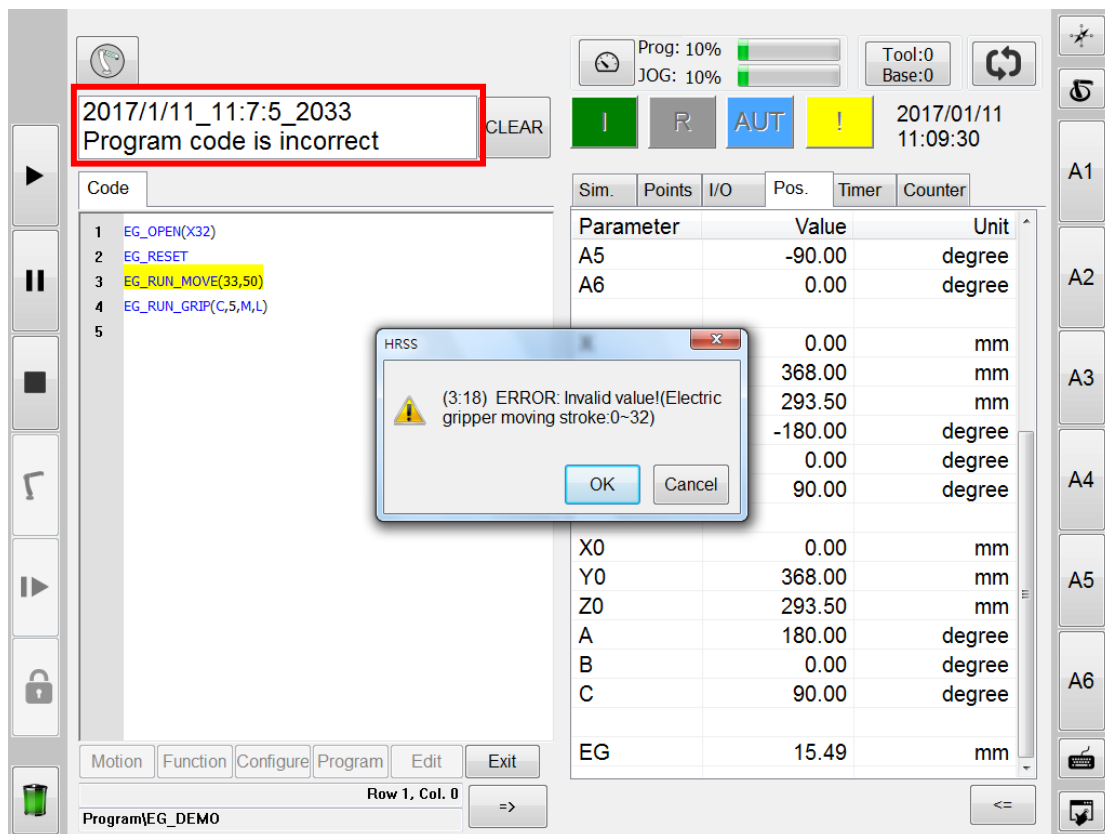 Prog: 10%
JOG: 10%
Tool:0
Base:0
2017/1/11_11:7:5_2033
Program code is incorrect
CLEAR
I
R
AUT
!
2017/01/11
11:09:30
Code
1 EG_OPEN(X32)
2 EG_RESET
3 EG_RUN_MOVE(33,50)
4 EG_RUN_GRIP(C,5,M,L)
5
Sim.
Points
I/O
Pos.
Timer
Counter
Parameter Value Unit
A5 -90.00 degree
A6 0.00 degree
X 0.00 mm
368.00 mm
293.50 mm
-180.00 degree
0.00 degree
90.00 degree
X0 0.00 mm
Y0 368.00 mm
Z0 293.50 mm
A 180.00 degree
B 0.00 degree
C 90.00 degree
EG 15.49 mm
HRSS
(3:18) ERROR: Invalid value!(Electric
gripper moving stroke:0~32)
OK
Cancel
Motion
Function
Configure
Program
Edit
Exit
Row 1, Col. 0
Program\EG_DEMO
=>
<=
A1
A2
A3
A4
A5
A6